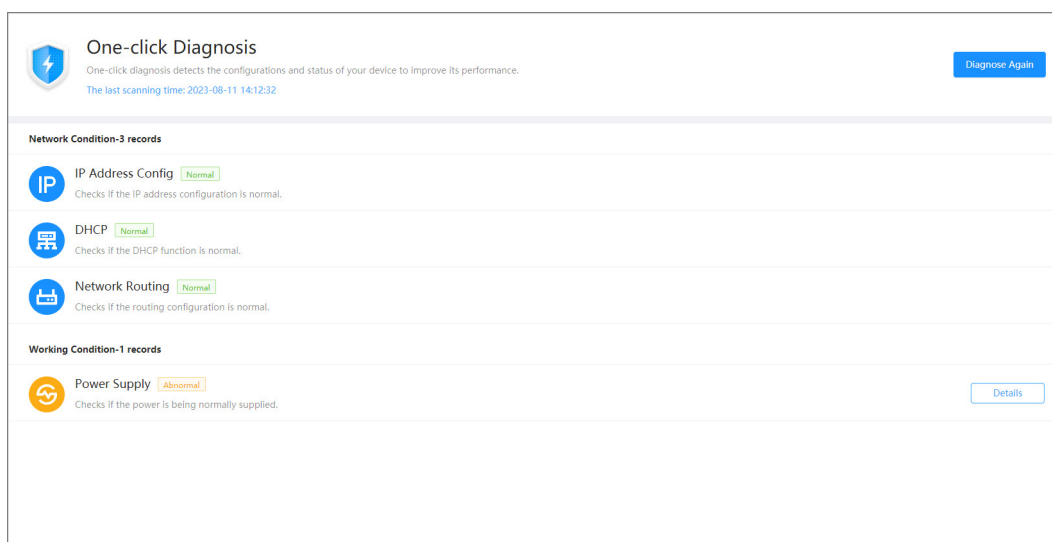 One-click Diagnosis
One-click diagnosis detects the configurations and status of your device to improve its performance.
The last scanning time: 2023-08-11 14:12:32
Diagnose Again
Network Condition-3 records
IP
IP Address Config Normal
Checks if the IP address configuration is normal.
DHCP Normal
Checks if the DHCP function is normal.
Network Routing Normal
Checks if the routing configuration is normal.
Working Condition-1 records
Power Supply Abnormal
Checks if the power is being normally supplied.
Details